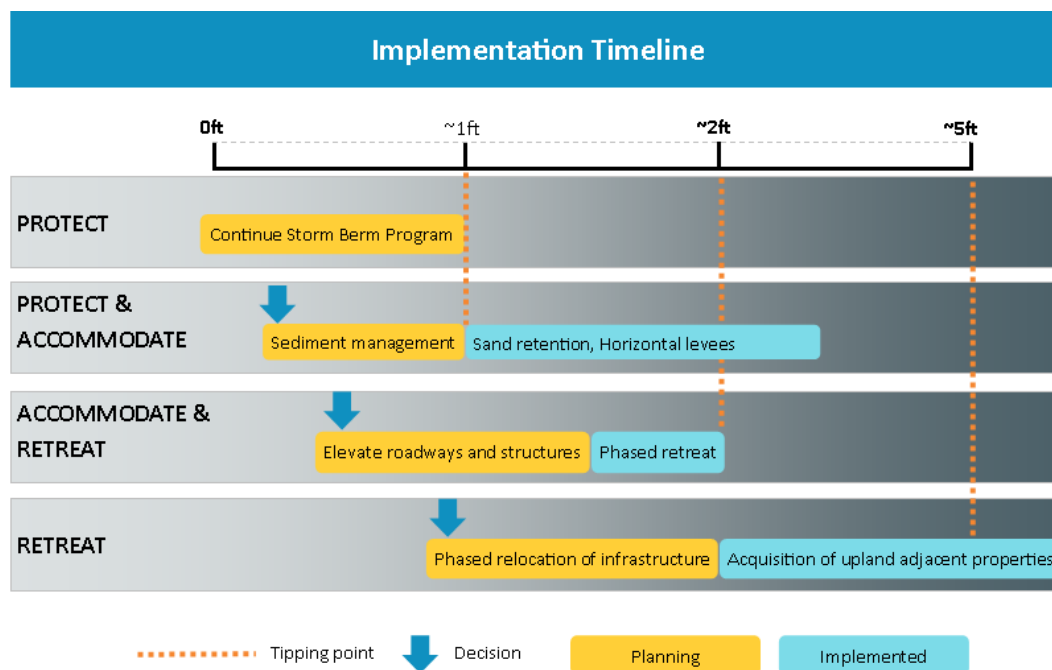 Implementation Timeline
0ft
~1ft
~2ft
~5ft
PROTECT
Continue Storm Berm Program
PROTECT &
ACCOMMODATE
Sediment management
Sand retention, Horizontal levees
ACCOMMODATE &
RETREAT
Elevate roadways and structures
Phased retreat
RETREAT
Phased relocation of infrastructure
Acquisition of upland adjacent properties
Tipping point
Decision
Planning
Implemented